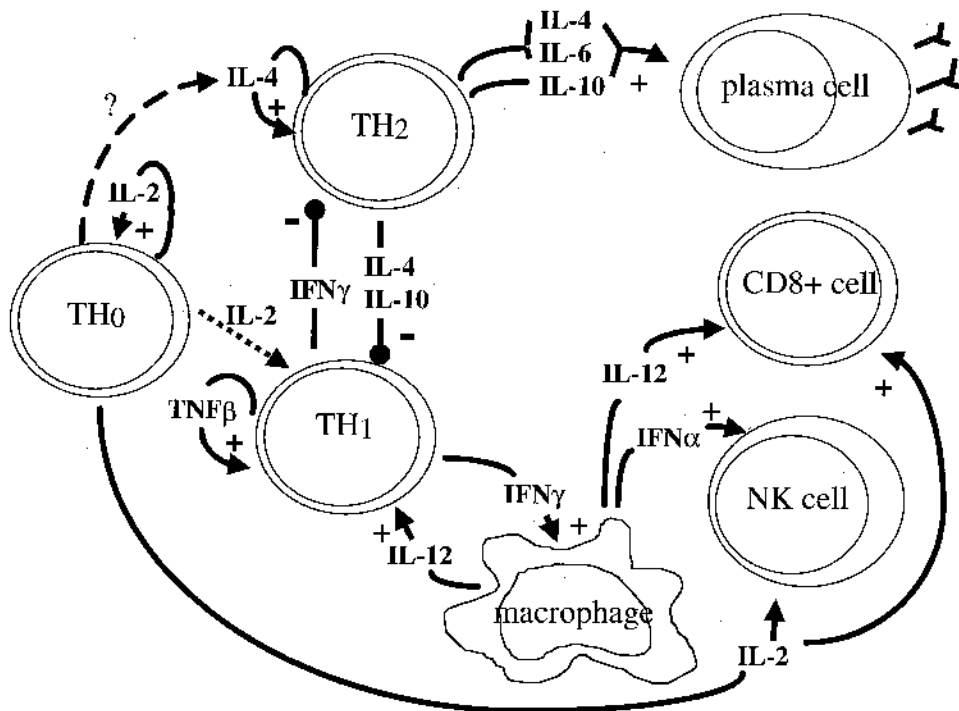 IL-4
IL-6
IL-10
+
plasma cell
?
IL-4
+
TH2
IL-2
+
-
IL-4
IL-10
-
IFNγ
CD8+ cell
TH0
IL-2
IL-12
+
+
TNFβ
+
TH1
IFNα
+
IFNγ
+
NK cell
+
IL-12
macrophage
IL-2